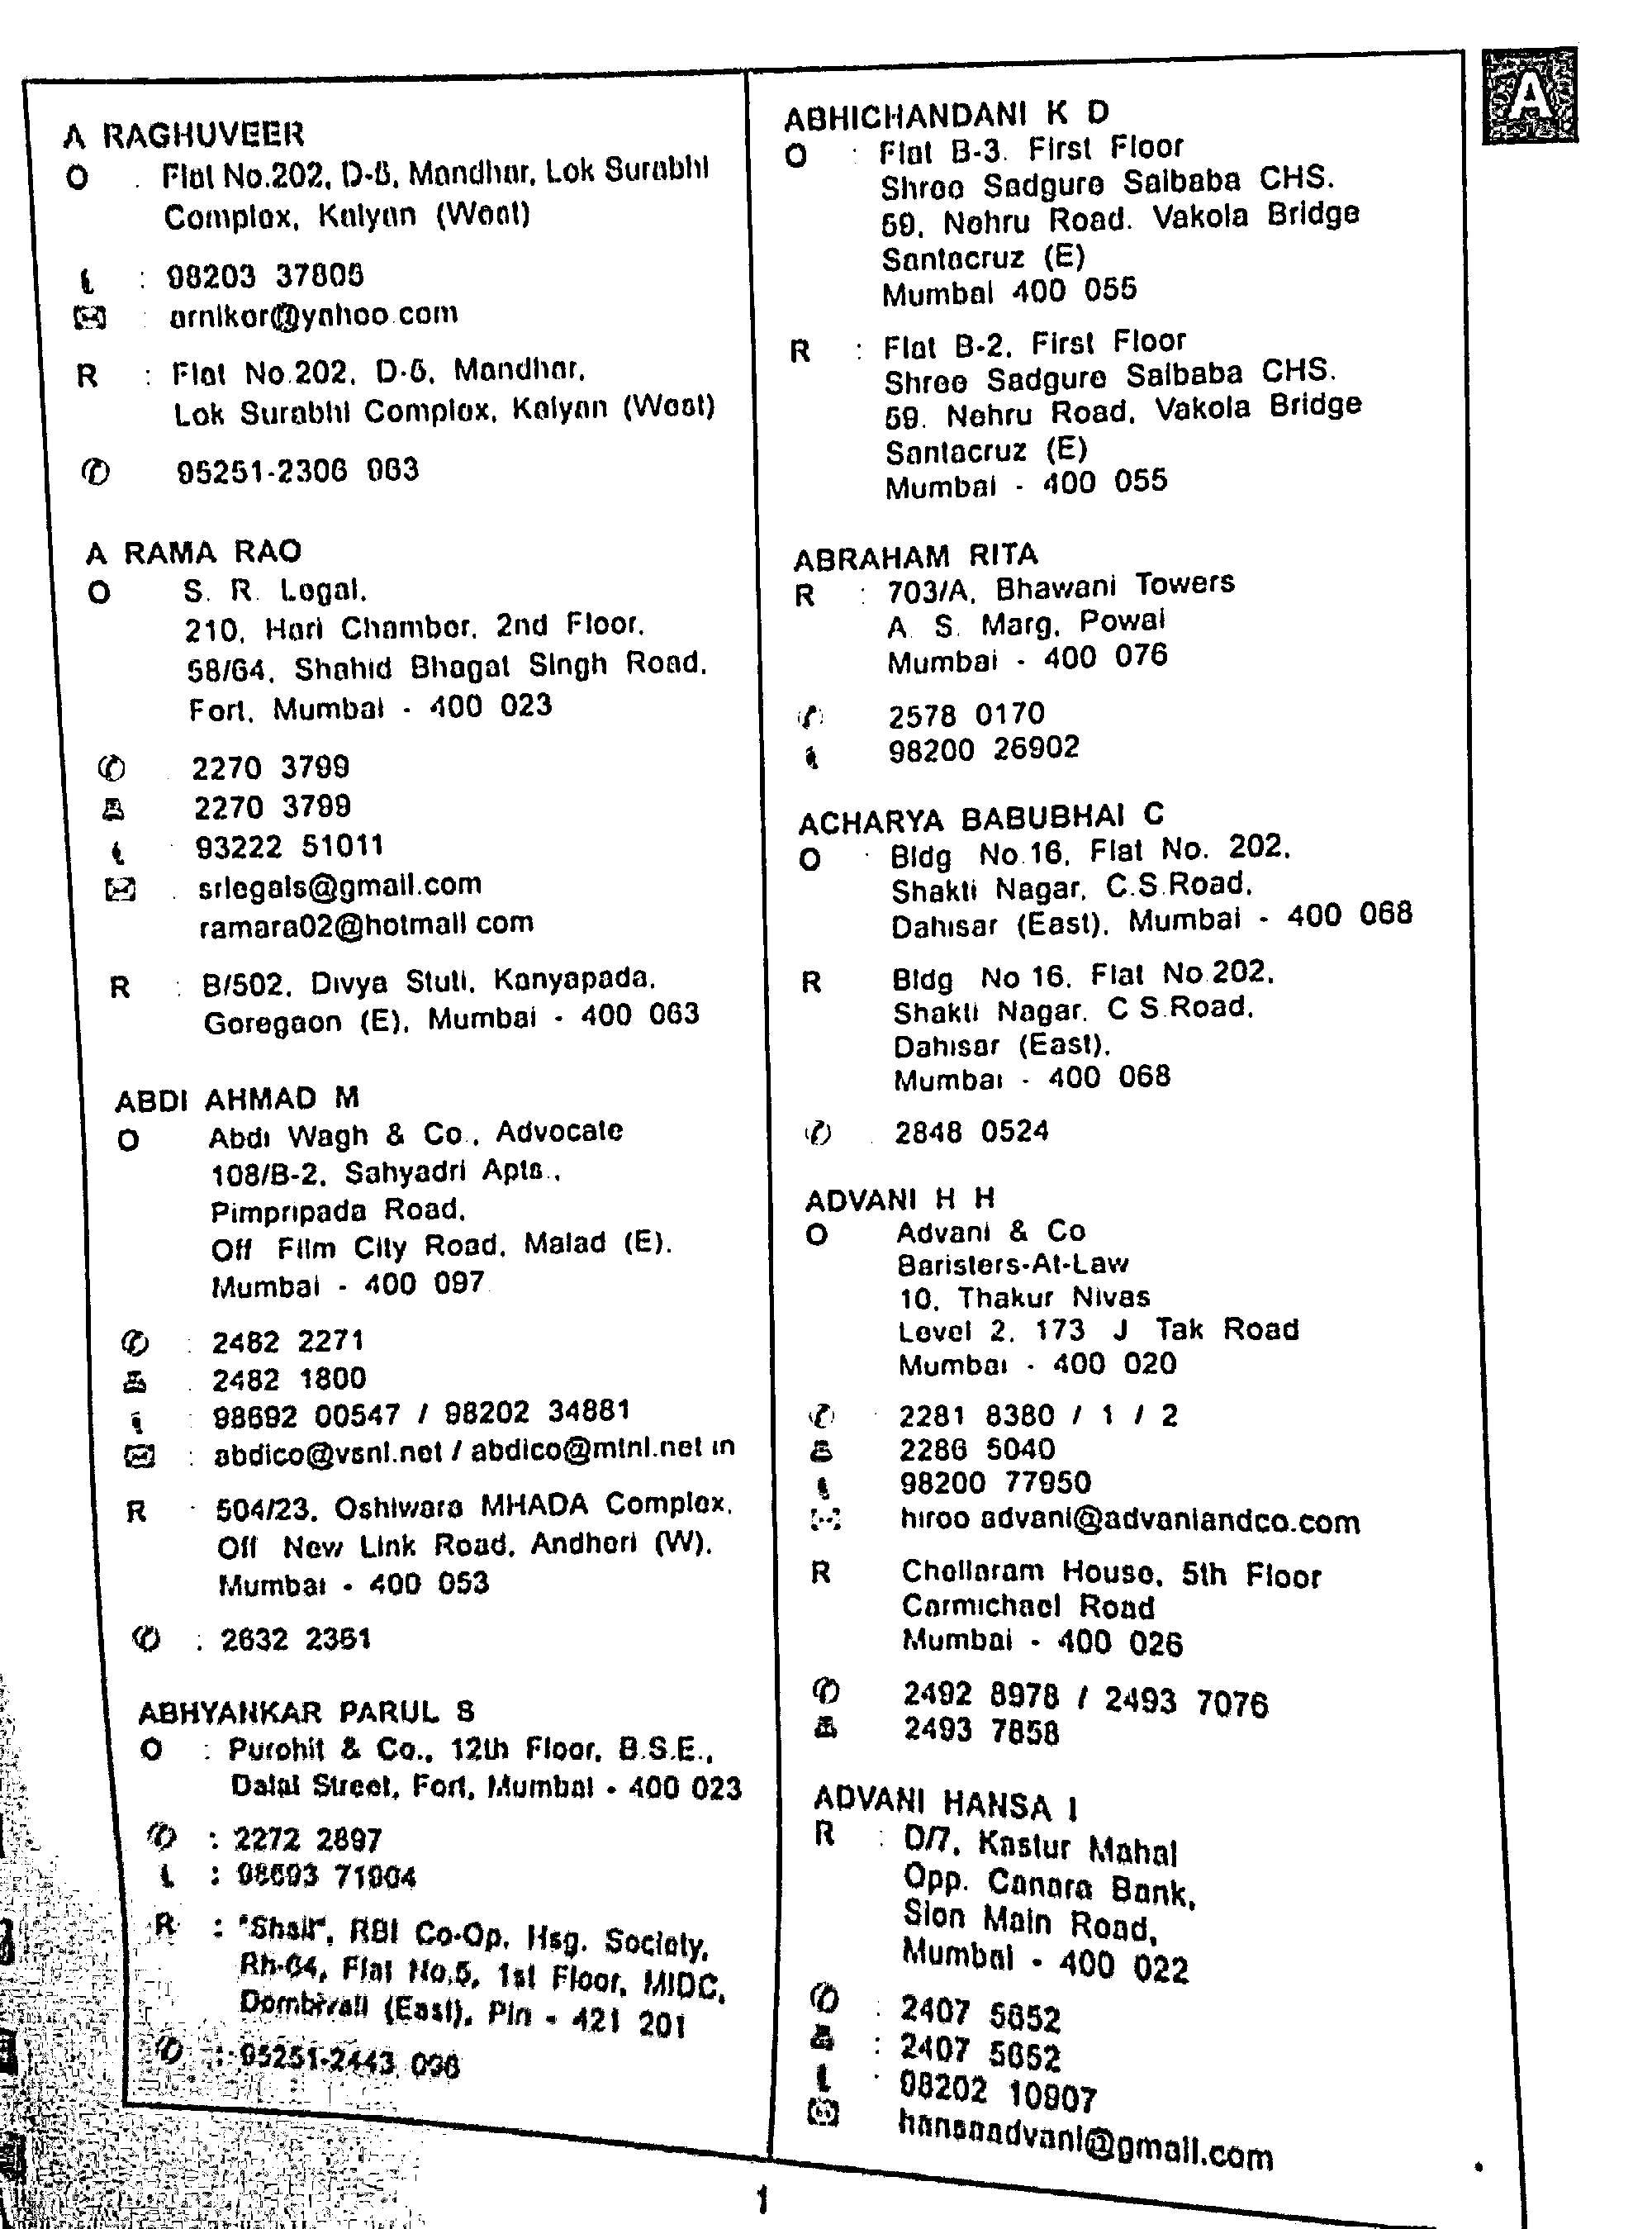 A
A RAGHUVEER
O : Flat No.202, D-6, Mandhar, Lok Surabhi
Complex, Kalyan (West)
: 98203 37806
: arnikor@yahoo.com
R : Flat No.202, D-6, Mandhar,
Lok Surabhi Complex, Kalyan (West)
95251-2306 063
A RAMA RAO
O S. R. Legal,
210, Hari Chamber, 2nd Floor,
58/64, Shahid Bhagat Singh Road,
Fort, Mumbai - 400 023
2270 3799
2270 3799
93222 51011
srlegals@gmail.com
ramara02@hotmail.com
R : B/502, Divya Stuti, Kanyapada,
Goregaon (E), Mumbai - 400 063
ABDI AHMAD M
O Abdi Wagh & Co., Advocate
108/B-2, Sahyadri Apts.,
Pimpripada Road,
Off Film City Road, Malad (E),
Mumbai - 400 097
: 2482 2271
: 2482 1800
: 98692 00547 / 98202 34881
: abdico@vsnl.net / abdico@mtnl.net.in
R : 504/23, Oshiwara MHADA Complex,
Off New Link Road, Andheri (W),
Mumbai - 400 053
: 2632 2351
ABHYANKAR PARUL S
O : Purohit & Co., 12th Floor, B.S.E.,
Dalal Street, Fort, Mumbai - 400 023
: 2272 2897
: 98693 71904
R : "Shail", RBI Co-Op. Hsg. Society,
Rh-64, Flat No.5, 1st Floor, MIDC,
Dombivali (East), Pin - 421 201
: 95251-2443 036
ABHICHANDANI K D
O : Flat B-3, First Floor
Shree Sadguro Saibaba CHS.
59, Nehru Road, Vakola Bridge
Santacruz (E)
Mumbai 400 055
R : Flat B-2, First Floor
Shree Sadguro Saibaba CHS.
59, Nehru Road, Vakola Bridge
Santacruz (E)
Mumbai - 400 055
ABRAHAM RITA
R : 703/A, Bhawani Towers
A. S. Marg, Powai
Mumbai - 400 076
2578 0170
98200 26902
ACHARYA BABUBHAI C
O : Bldg No.16, Flat No. 202,
Shakti Nagar, C.S.Road,
Dahisar (East), Mumbai - 400 068
R Bldg No.16, Flat No.202,
Shakti Nagar, C.S.Road,
Dahisar (East),
Mumbai - 400 068
: 2848 0524
ADVANI H H
O Advani & Co
Baristers-At-Law
10, Thakur Nivas
Level 2, 173 J Tak Road
Mumbai - 400 020
: 2281 8380 / 1 / 2
2286 5040
98200 77950
hiroo.advani@advaniandco.com
R Chellaram House, 5th Floor
Carmichael Road
Mumbai - 400 026
2492 8978 / 2493 7076
2493 7858
ADVANI HANSA I
R : D/7, Kastur Mahal
Opp. Canara Bank,
Sion Main Road,
Mumbai - 400 022
: 2407 5652
: 2407 5652
: 98202 10907
hansaadvani@gmail.com
1